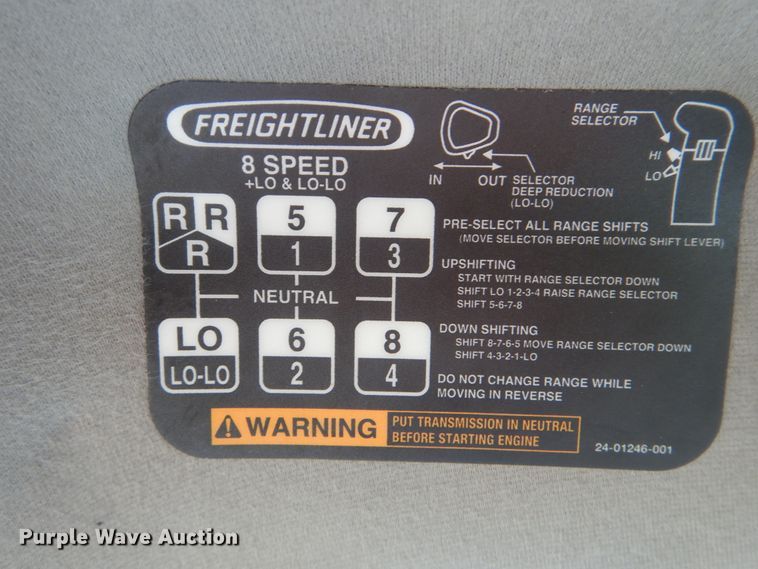 FREIGHTLINER
8 SPEED
+LO & LO-LO
R R
R
5
1
7
3
NEUTRAL
LO
LO-LO
6
2
8
4
RANGE
SELECTOR
HI
LO
IN OUT SELECTOR
DEEP REDUCTION
(LO-LO)
PRE-SELECT ALL RANGE SHIFTS
(MOVE SELECTOR BEFORE MOVING SHIFT LEVER)
UPSHIFTING
START WITH RANGE SELECTOR DOWN
SHIFT LO 1-2-3-4 RAISE RANGE SELECTOR
SHIFT 5-6-7-8
DOWN SHIFTING
SHIFT 8-7-6-5 MOVE RANGE SELECTOR DOWN
SHIFT 4-3-2-1-LO
DO NOT CHANGE RANGE WHILE
MOVING IN REVERSE
WARNING
PUT TRANSMISSION IN NEUTRAL
BEFORE STARTING ENGINE
24-01246-001
Purple Wave Auction